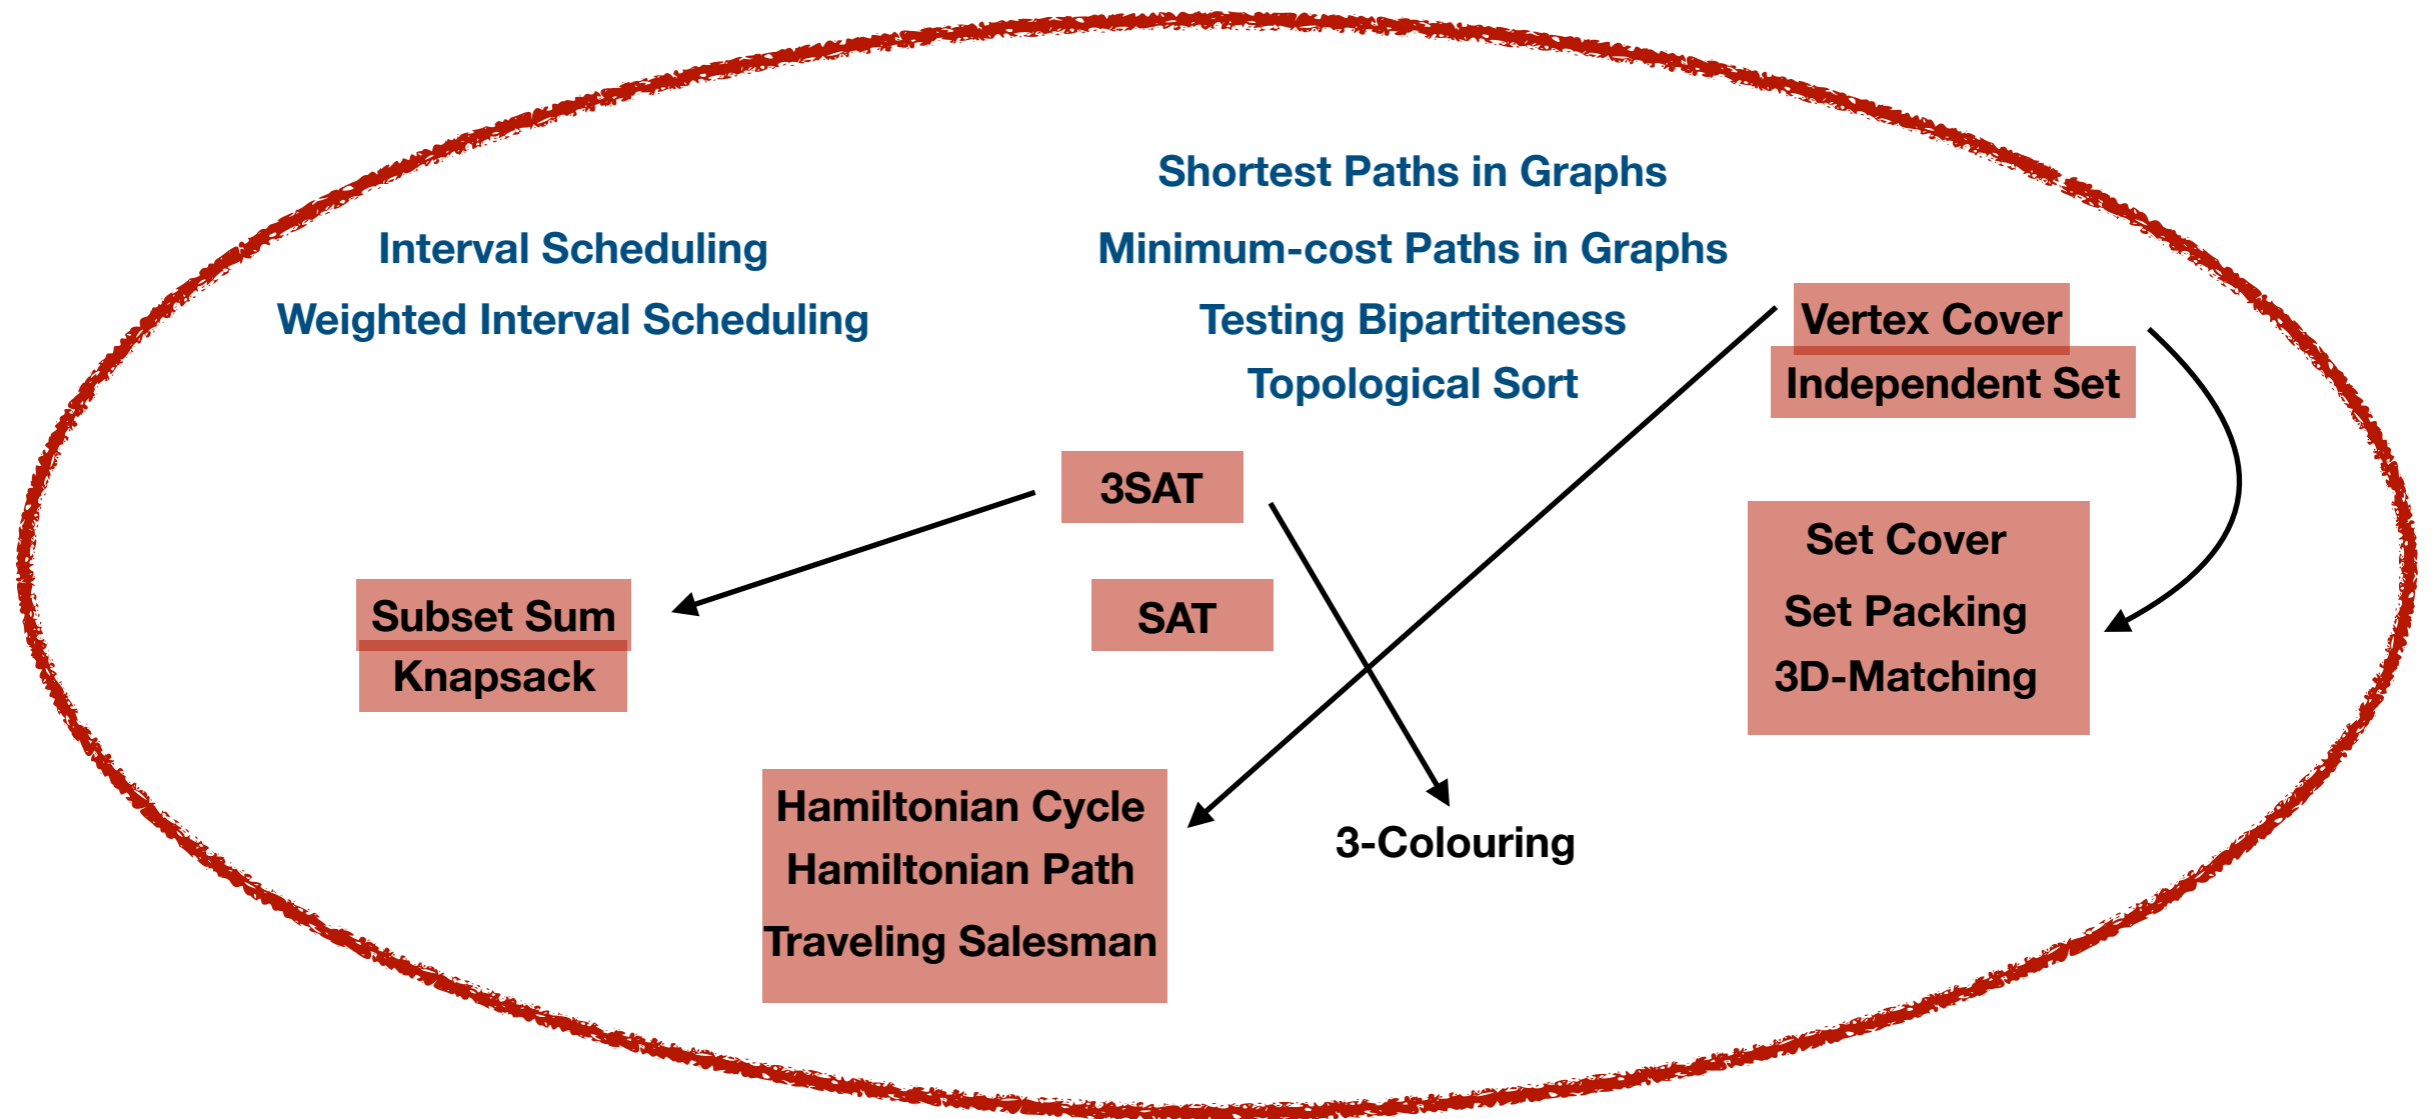 Shortest Paths in Graphs
Interval Scheduling
Minimum-cost Paths in Graphs
Weighted Interval Scheduling
Testing Bipartiteness
Vertex Cover
Topological Sort
Independent Set
3SAT
Set Cover
Subset Sum
SAT
Set Packing
Knapsack
3D-Matching
Hamiltonian Cycle
3-Colouring
Hamiltonian Path
Traveling Salesman